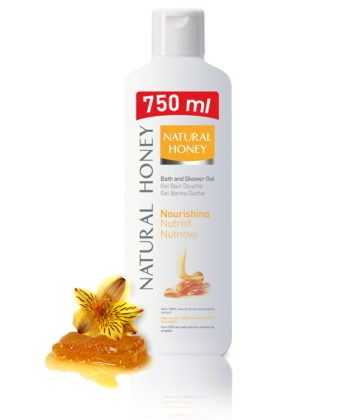 750 ml
NATURAL
HONEY
NATURAL HONEY
Bath and Shower Gel
Gel Bain Douche
Gel Banho Ducha
Nourishing
Nutritif
Nutritivo